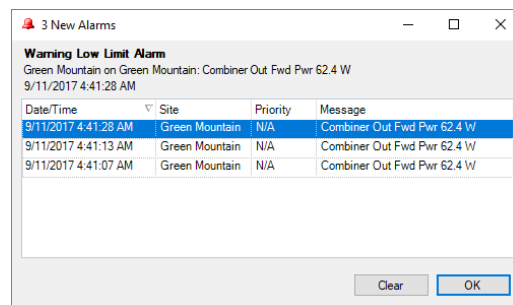 3 New Alarms
Warning Low Limit Alarm
Green Mountain on Green Mountain: Combiner Out Fwd Pwr 62.4 W
9/11/2017 4:41:28 AM
Date/Time Site Priority Message
9/11/2017 4:41:28 AM Green Mountain N/A Combiner Out Fwd Pwr 62.4 W
9/11/2017 4:41:13 AM Green Mountain N/A Combiner Out Fwd Pwr 62.4 W
9/11/2017 4:41:07 AM Green Mountain N/A Combiner Out Fwd Pwr 62.4 W
Clear OK